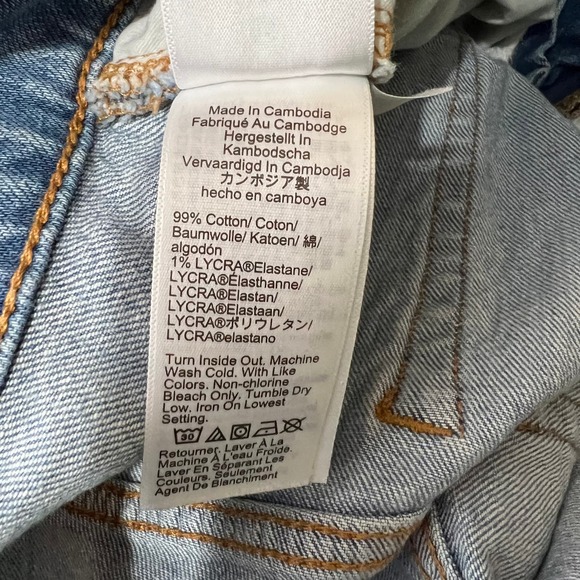 Made In Cambodia
Fabriqué Au Cambodge
Hergestellt In
Kambodscha
Vervaardigd In Cambodja
カンボジア製
hecho en camboya
99% Cotton/ Coton/
Baumwolle/ Katoen/ 綿/
algodón
1% LYCRA®Elastane/
LYCRA®Élasthanne/
LYCRA®Elastan/
LYCRA®Elastaan/
LYCRA®ポリウレタン/
LYCRA®elastano
Turn Inside Out. Machine
Wash Cold. With Like
Colors. Non-chlorine
Bleach Only. Tumble Dry
Low. Iron On Lowest
Setting.
30
Retourner. Laver À La
Machine À L'eau Froide.
Laver En Séparant Les
Couleurs. Seulement
Agent De Blanchiment